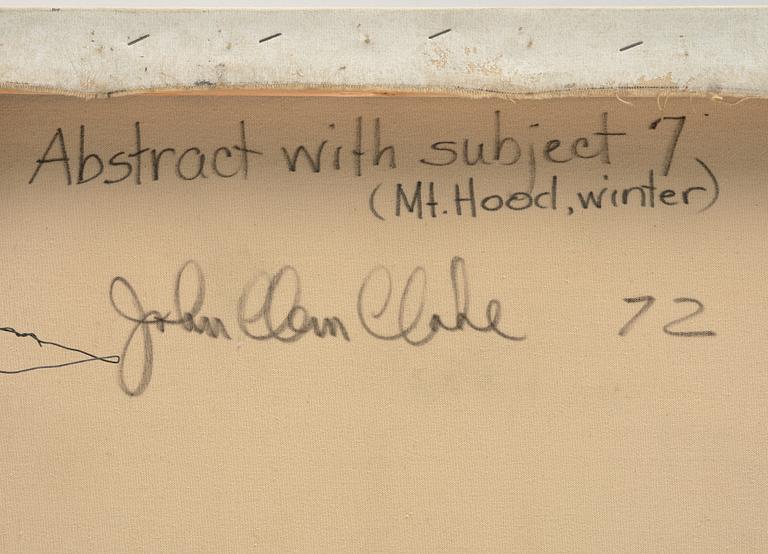 Abstract with subject 7
(Mt. Hood, winter)
John Clem Clarke 72